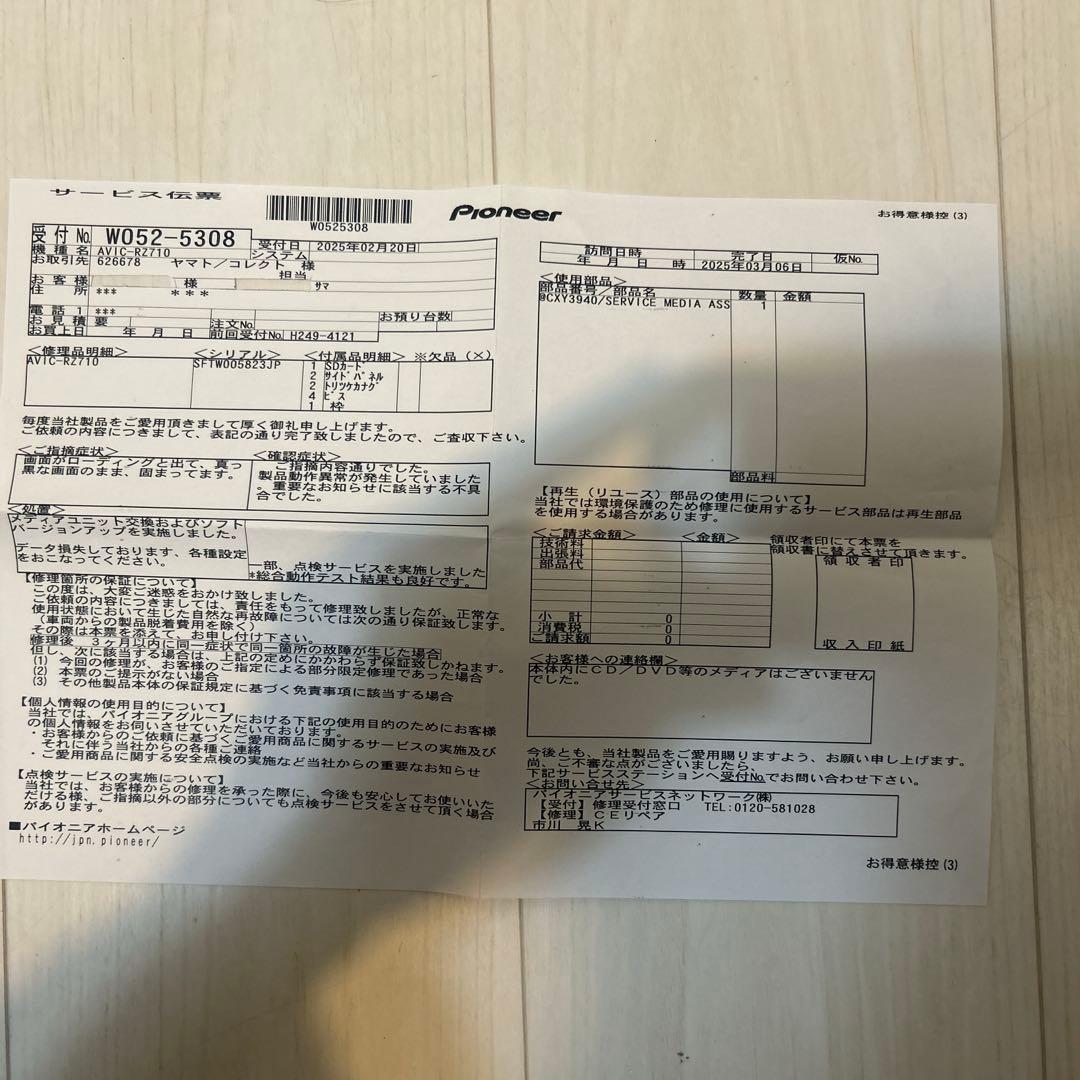 サービス伝票
W0525308
Pioneer
お得意様控(3)
受付No. W052-5308
受付日 2025年02月20日
機種名 AVIC-RZ710
システム
お取引先 626678 ヤマト/コレクト 様
担当
お客様 様 サマ
住所 *** ***
電話1 ***
お預り台数
お見積 要
注文No.
お買上日 年 月 日 前回受付No. H249-4121
<修理品明細> <シリアル> <付属品明細> ※欠品(×)
AVIC-RZ710 SFTW005823JP
1 SDカード
2 サイドパネル
2 トリツケカナグ
4 ビス
1 枠
毎度当社製品をご愛用頂きまして厚く御礼申し上げます。
ご依頼の内容につきまして、表記の通り完了致しましたので、ご査収下さい。
<ご指摘症状>
画面がローディングと出て、真っ
黒な画面のまま、固まってます。
<確認症状>
ご指摘内容通りでした。
製品動作異常が発生していました
。重要なお知らせに該当する不具
合でした。
<処置>
メディアユニット交換およびソフト
バージョンアップを実施しました。
データ損失しております、各種設定
をおこなってください。
一部、点検サービスを実施しました
*総合動作テスト結果も良好です。
【修理箇所の保証について】
この度は、大変ご迷惑をおかけ致しました。
ご依頼の内容につきましては、責任をもって修理致しましたが、正常な
使用状態において生じた自然な再故障については次の通り保証致します。
(車両からの製品脱着費用を除く)
その際は本票を添えて、お申し付け下さい。
修理後、3ヶ月以内に同一症状で同一箇所の故障が生じた場合
但し、次に該当する場合は上記の定めにかかわらず保証致しかねます。
(1) 今回の修理が、お客様のご指定による部分限定修理であった場合
(2) 本票のご提示がない場合
(3) その他製品本体の保証規定に基づく免責事項に該当する場合
【個人情報の使用目的について】
当社では、パイオニアグループにおける下記の使用目的のためにお客様
の個人情報をお伺いさせていただいております。
・お客様からのご依頼に基づくご愛用商品に関するサービスの実施及び
それに伴う当社からの各種ご連絡
・ご愛用商品に関する安全点検の実施など当社からの重要なお知らせ
【点検サービスの実施について】
当社では、お客様からの修理を承った際に、今後も安心してお使いいた
だける様、ご指摘以外の部分についても点検サービスをさせて頂く場合
があります。
■パイオニアホームページ
http://jpn.pioneer/
訪問日時 完了日 仮No.
年 月 日 時 2025年03月06日
<使用部品>
部品番号/部品名 数量 金額
@CXY3940/SERVICE MEDIA ASS 1
部品料
【再生(リユース)部品の使用について】
当社では環境保護のため修理に使用するサービス部品は再生部品
を使用する場合があります。
<ご請求金額> <金額>
技術料
出張料
部品代
小計 0
消費税 0
ご請求額 0
領収者印にて本票を
領収書に替えさせて頂きます。
領収者印
収入印紙
<お客様への連絡欄>
本体内にCD/DVD等のメディアはございません
でした。
今後とも、当社製品をご愛用賜りますよう、お願い申し上げます。
尚、ご不審な点がございましたら、
下記サービスステーションへ受付No.でお問い合わせ下さい。
<お問い合せ先>
パイオニアサービスネットワーク㈱
【受付】修理受付窓口 TEL:0120-581028
【修理】CEリペア
市川 晃K
お得意様控(3)